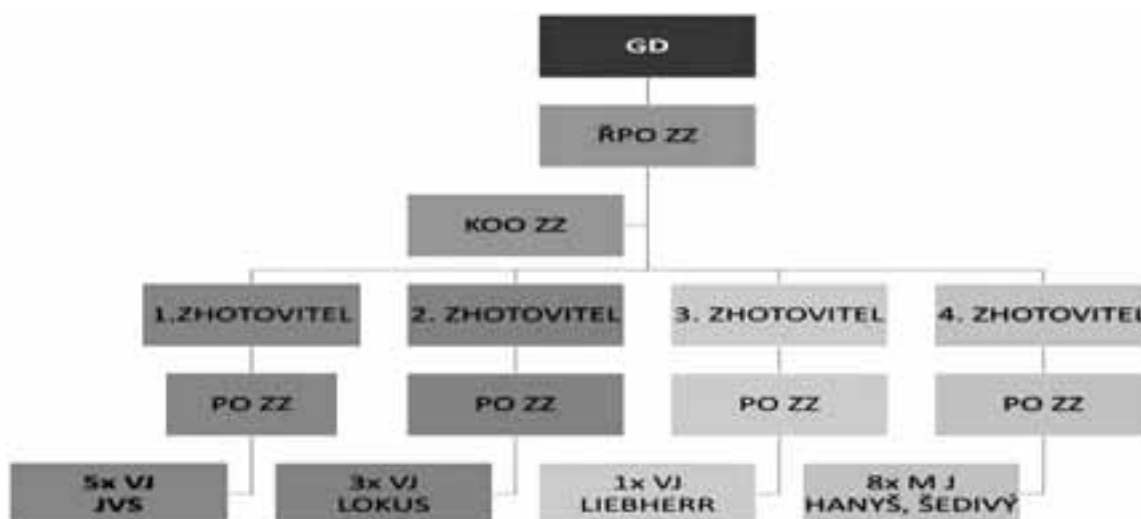 GD
ŘPO ZZ
KOO ZZ
1.ZHOTOVITEL
2. ZHOTOVITEL
3. ZHOTOVITEL
4. ZHOTOVITEL
PO ZZ
PO ZZ
PO ZZ
PO ZZ
5x VJ
JVS
3x VJ
LOKUS
1x VJ
LIEBHERR
8x M J
HANYŠ, ŠEDIVÝ